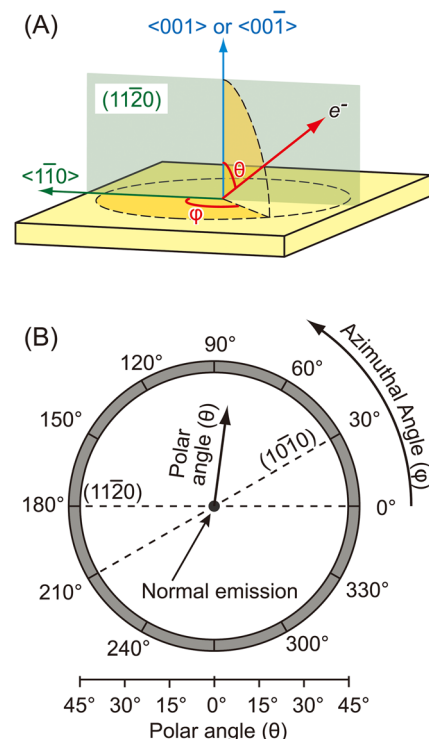 (A)
<001> or <001̅>
(112̅0)
e-
<11̅0>
θ
φ
(B)
90°
120°
60°
150°
30°
Azimuthal Angle (φ)
Polar
angle (θ)
(101̅0)
(112̅0)
180°
0°
210°
Normal emission
330°
240°
300°
45° 30° 15° 0° 15° 30° 45°
Polar angle (θ)